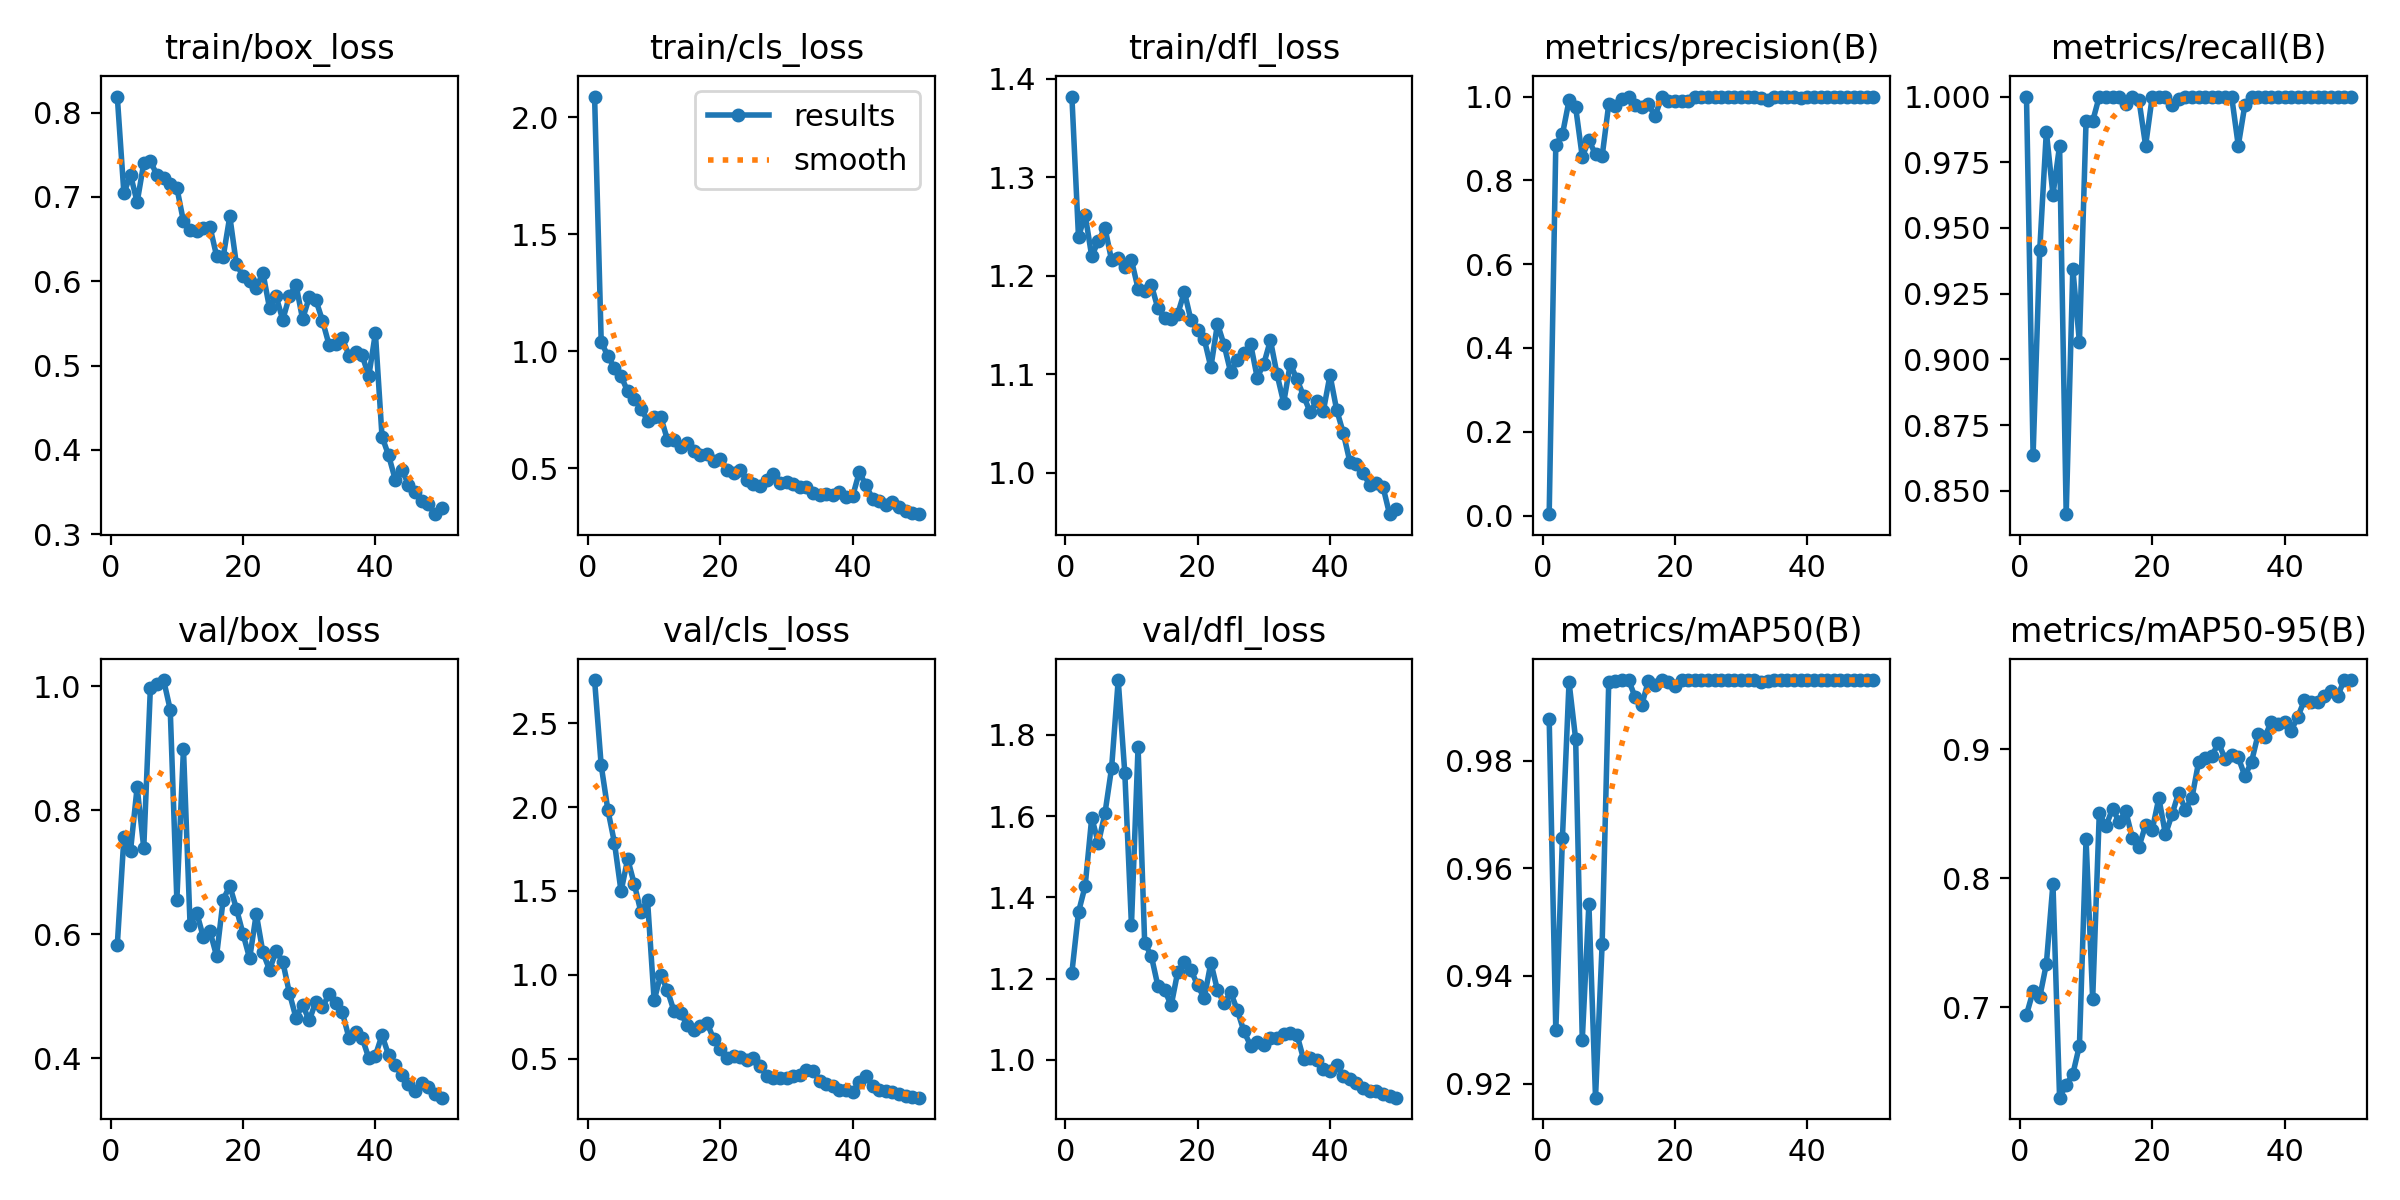 train/box_loss
0.8
0.7
0.6
0.5
0.4
0.3
0 20 40
train/cls_loss
results
smooth
2.0
1.5
1.0
0.5
0 20 40
train/dfl_loss
1.4
1.3
1.2
1.1
1.0
0 20 40
metrics/precision(B)
1.0
0.8
0.6
0.4
0.2
0.0
0 20 40
metrics/recall(B)
1.000
0.975
0.950
0.925
0.900
0.875
0.850
0 20 40
val/box_loss
1.0
0.8
0.6
0.4
0 20 40
val/cls_loss
2.5
2.0
1.5
1.0
0.5
0 20 40
val/dfl_loss
1.8
1.6
1.4
1.2
1.0
0 20 40
metrics/mAP50(B)
0.98
0.96
0.94
0.92
0 20 40
metrics/mAP50-95(B)
0.9
0.8
0.7
0 20 40